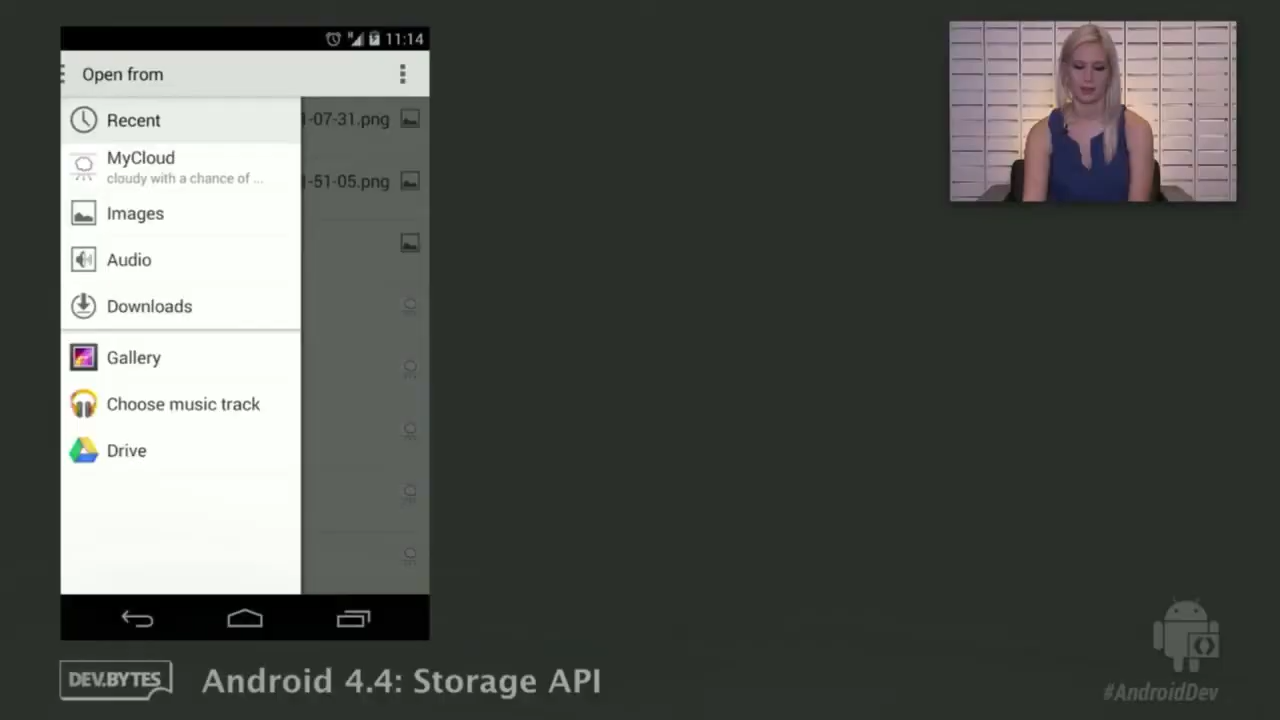 11:14
Open from
Recent
MyCloud
cloudy with a chance of ...
Images
Audio
Downloads
Gallery
Choose music track
Drive
-07-31.png
-51-05.png
DEV.BYTES
Android 4.4: Storage API
#AndroidDev